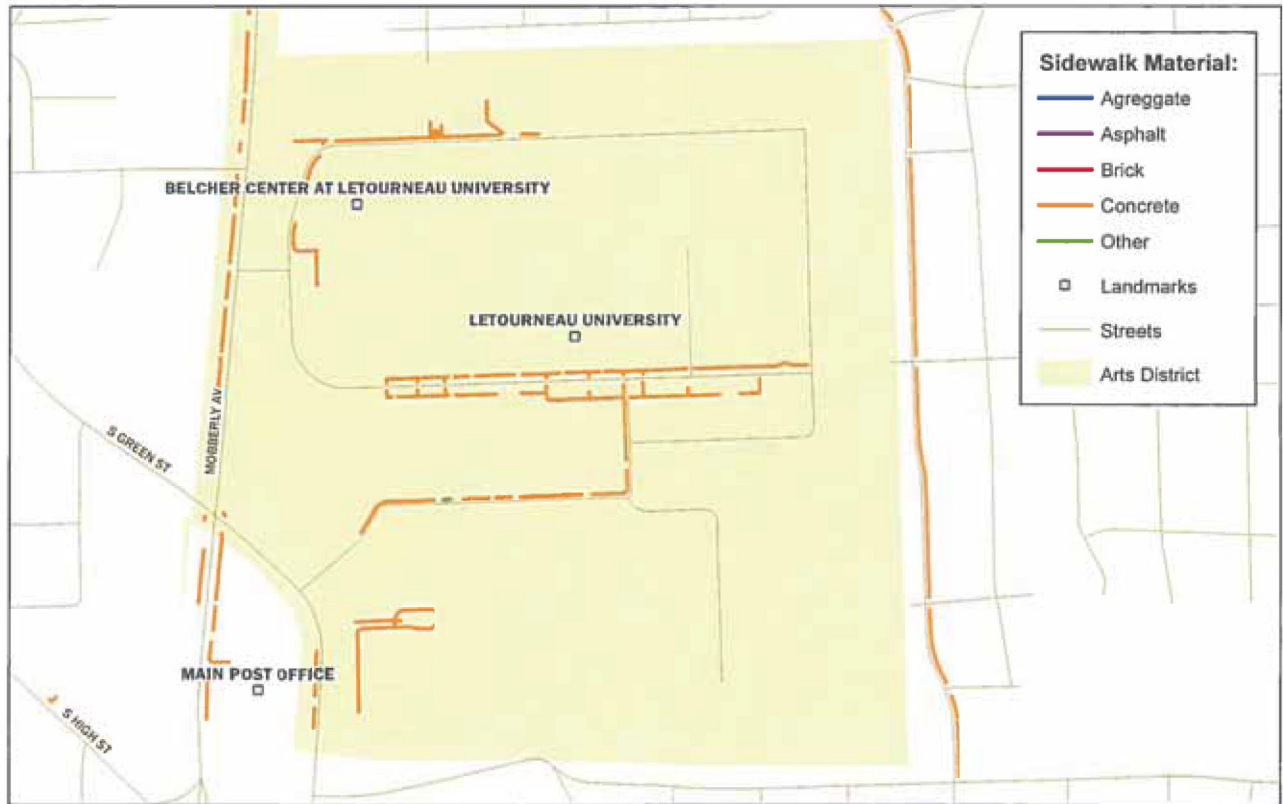 Sidewalk Material:
Agreggate
Asphalt
Brick
Concrete
Other
Landmarks
Streets
Arts District
BELCHER CENTER AT LETOURNEAU UNIVERSITY
LETOURNEAU UNIVERSITY
MOBBERLY AV
S GREEN ST
MAIN POST OFFICE
S HIGH ST